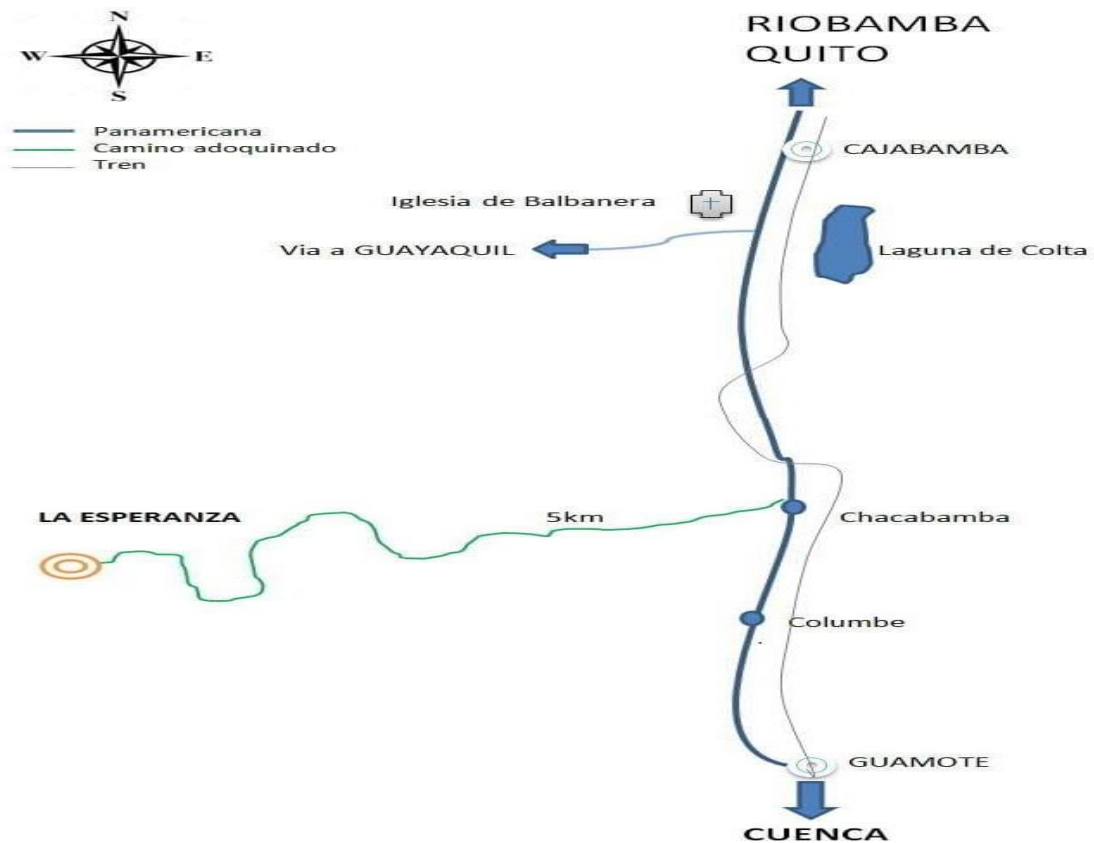 N
RIOBAMBA
QUITO
W
E
S
Panamericana
Camino adoquinado
Tren
CAJABAMBA
Iglesia de Balbanera
Via a GUAYAQUIL
Laguna de Colta
LA ESPERANZA
5km
Chacabamba
Columbe
GUAMOTE
CUENCA